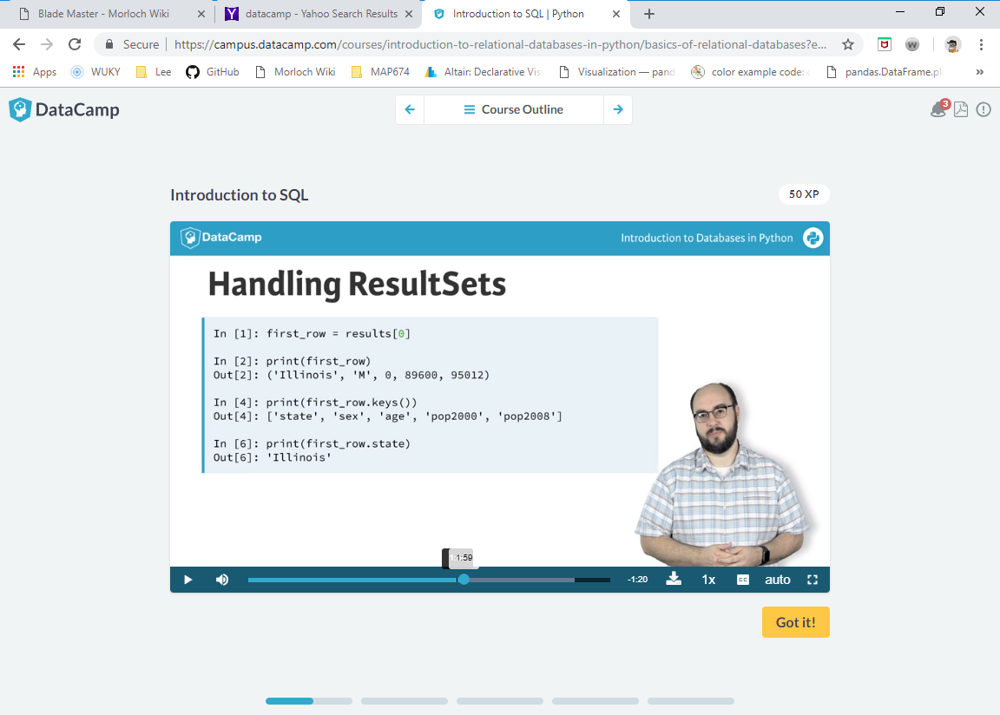 Blade Master - Morloch Wiki
datacamp - Yahoo Search Results
Introduction to SQL | Python
Secure
https://campus.datacamp.com/courses/introduction-to-relational-databases-in-python/basics-of-relational-databases?e...
Apps
WUKY
Lee
GitHub
Morloch Wiki
MAP674
Altair: Declarative Vis
Visualization — pand
color example code:
pandas.DataFrame.pl
»
DataCamp
Course Outline
3
Introduction to SQL
50 XP
DataCamp
Introduction to Databases in Python
Handling ResultSets
In [1]: first_row = results[0]
In [2]: print(first_row)
Out[2]: ('Illinois', 'M', 0, 89600, 95012)
In [4]: print(first_row.keys())
Out[4]: ['state', 'sex', 'age', 'pop2000', 'pop2008']
In [6]: print(first_row.state)
Out[6]: 'Illinois'
1:59
-1:20
1x
CC
auto
Got it!